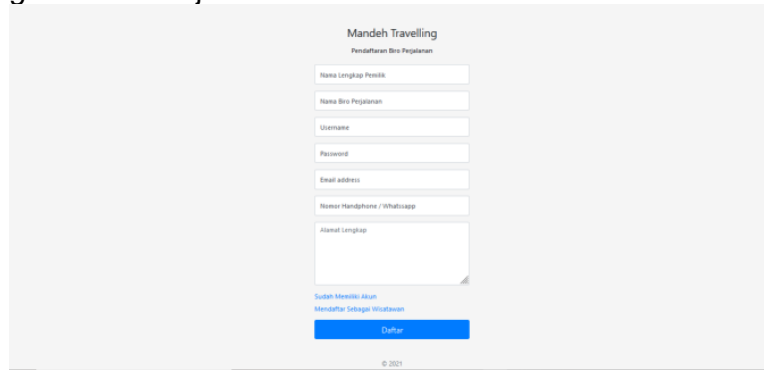 Mandeh Travelling
Pendaftaran Biro Perjalanan
Nama Lengkap Pemilik
Nama Biro Perjalanan
Username
Password
Email address
Nomor Handphone / Whatssapp
Alamat Lengkap
Sudah Memiliki Akun
Mendaftar Sebagai Wisatawan
Daftar
© 2021